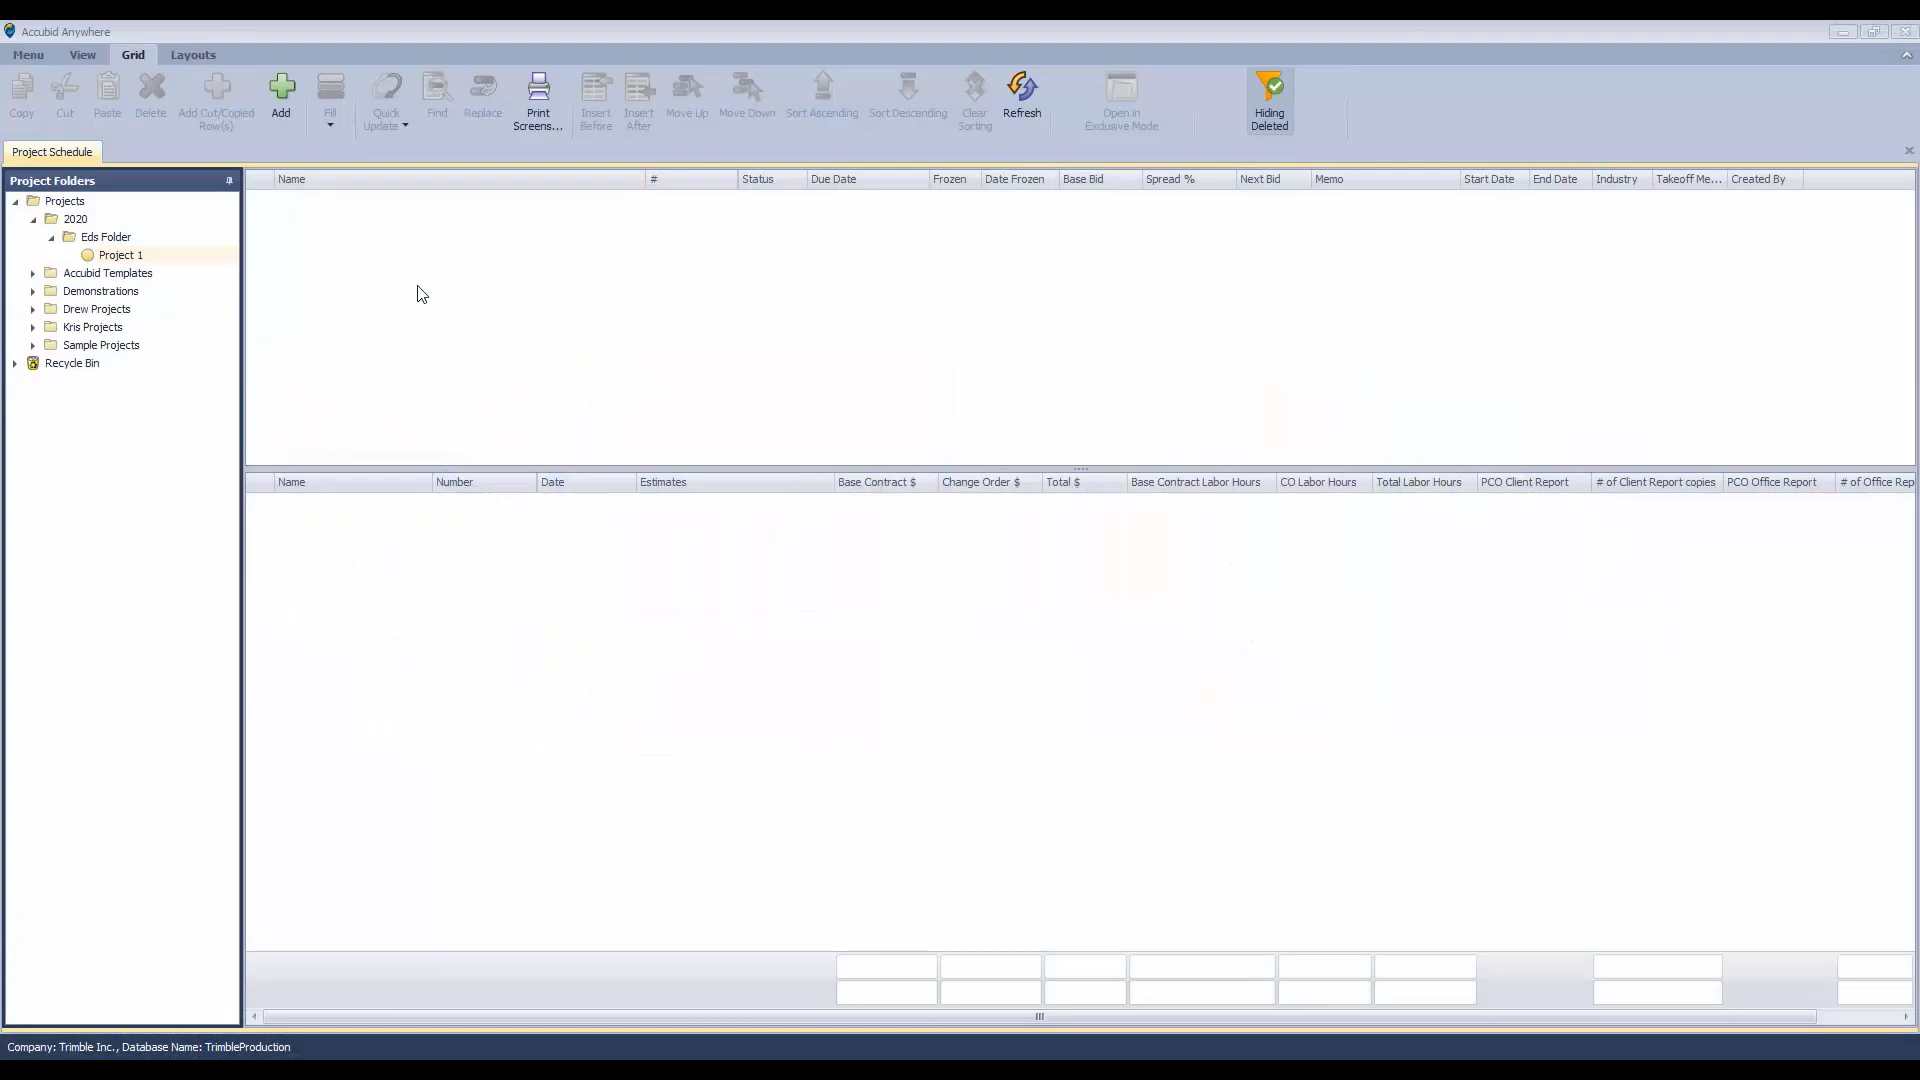 Accubid Anywhere
Menu View Grid Layouts
Copy Cut Paste Delete Add Cut/Copied Row(s) Add Fill Quick Update Find Replace Print Screens... Insert Before Insert After Move Up Move Down Sort Ascending Sort Descending Clear Sorting Refresh Open in Exclusive Mode Hiding Deleted
Project Schedule
Project Folders
Name # Status Due Date Frozen Date Frozen Base Bid Spread % Next Bid Memo Start Date End Date Industry Takeoff Me... Created By
Projects
2020
Eds Folder
Project 1
Accubid Templates
Demonstrations
Drew Projects
Kris Projects
Sample Projects
Recycle Bin
Name Number Date Estimates Base Contract $ Change Order $ Total $ Base Contract Labor Hours CO Labor Hours Total Labor Hours PCO Client Report # of Client Report copies PCO Office Report # of Office Rep
Company: Trimble Inc., Database Name: TrimbleProduction